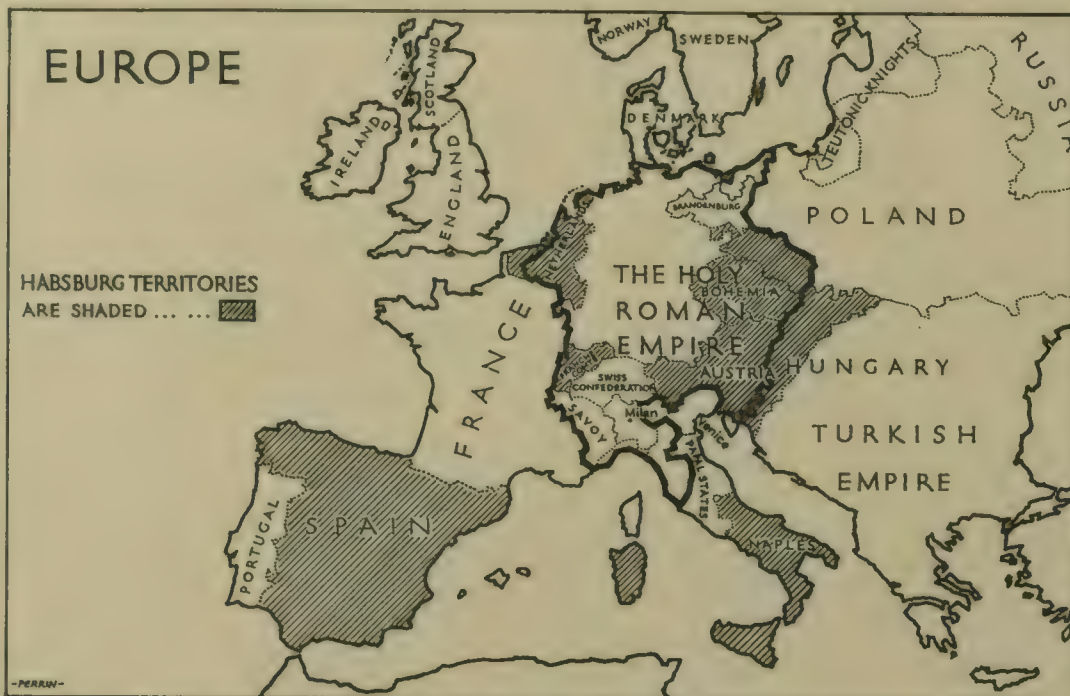 EUROPE
HABSBURG TERRITORIES
ARE SHADED ... ...
NORWAY
SWEDEN
SCOTLAND
IRELAND
ENGLAND
DENMARK
TEUTONIC KNIGHTS
RUSSIA
POLAND
BRANDENBURG
NETHERLANDS
THE HOLY
ROMAN
EMPIRE
BOHEMIA
FRANCE
FRANCHE
COMTÉ
SWISS
CONFEDERATION
AUSTRIA
HUNGARY
SAVOY
Milan
Venice
PAPAL STATES
TURKISH
EMPIRE
NAPLES
PORTUGAL
SPAIN
-PERRIN-